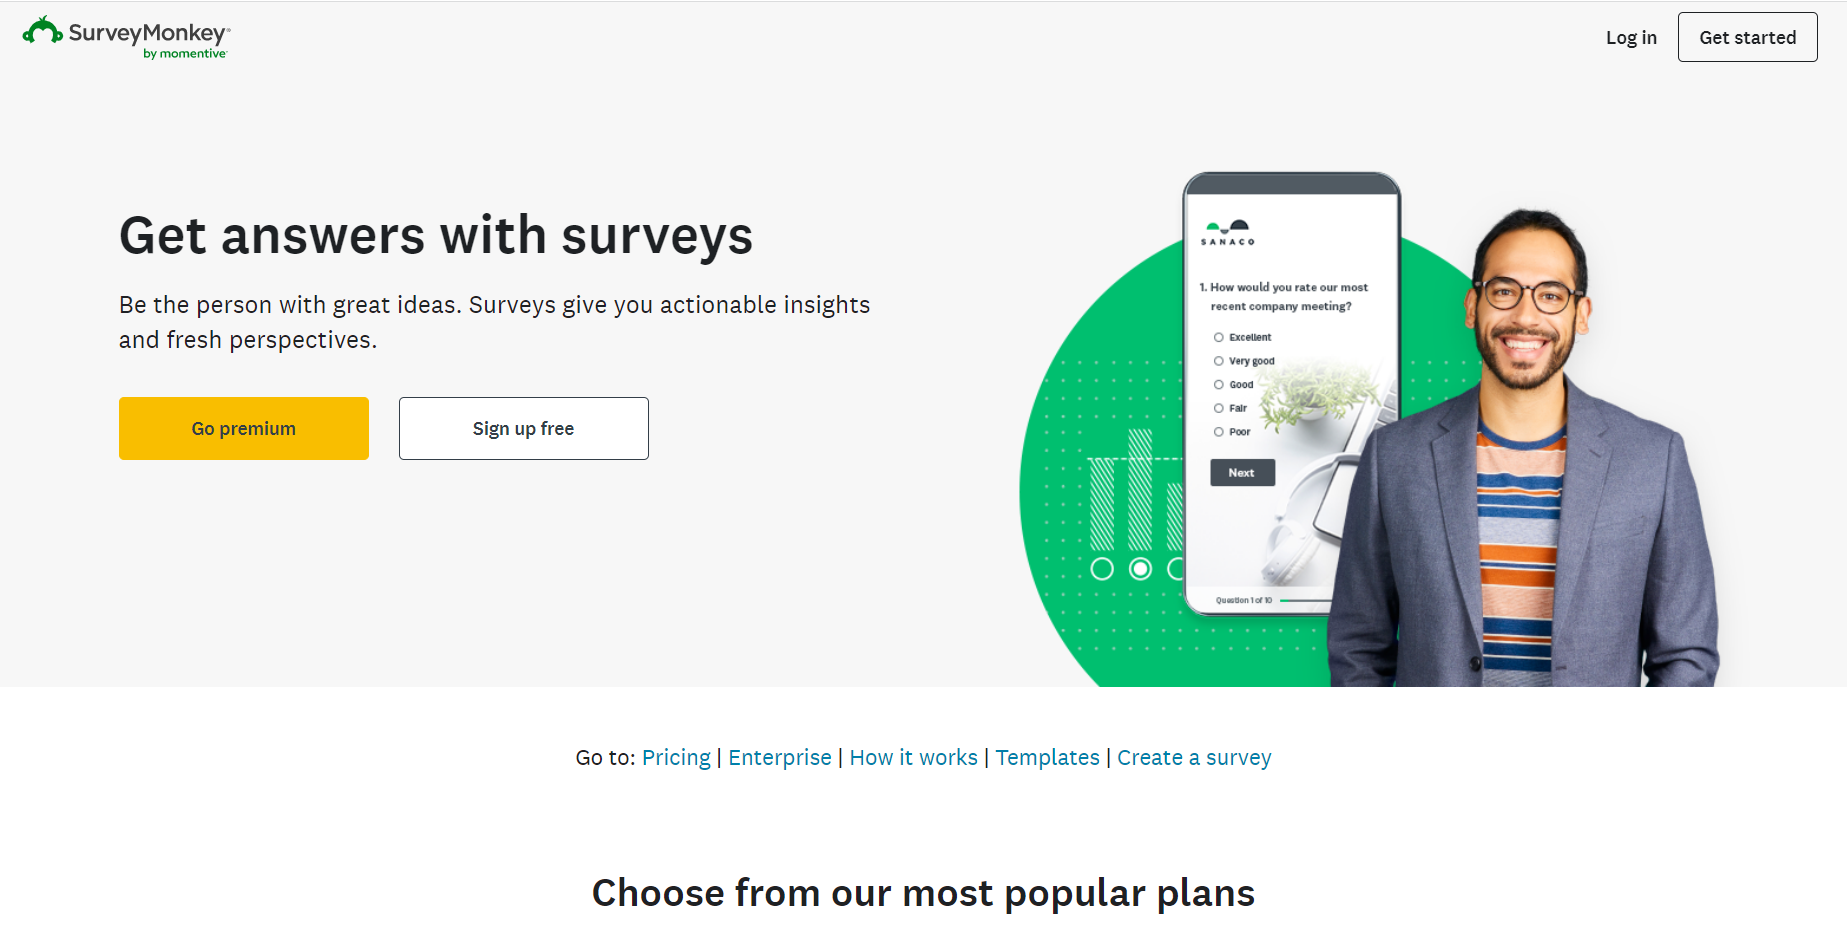 SurveyMonkey®
by momentive
Log in
Get started
Get answers with surveys
Be the person with great ideas. Surveys give you actionable insights
and fresh perspectives.
Go premium
Sign up free
SANACO
1. How would you rate our most
recent company meeting?
Excellent
Very good
Good
Fair
Poor
Next
Question 1 of 10
Go to: Pricing | Enterprise | How it works | Templates | Create a survey
Choose from our most popular plans